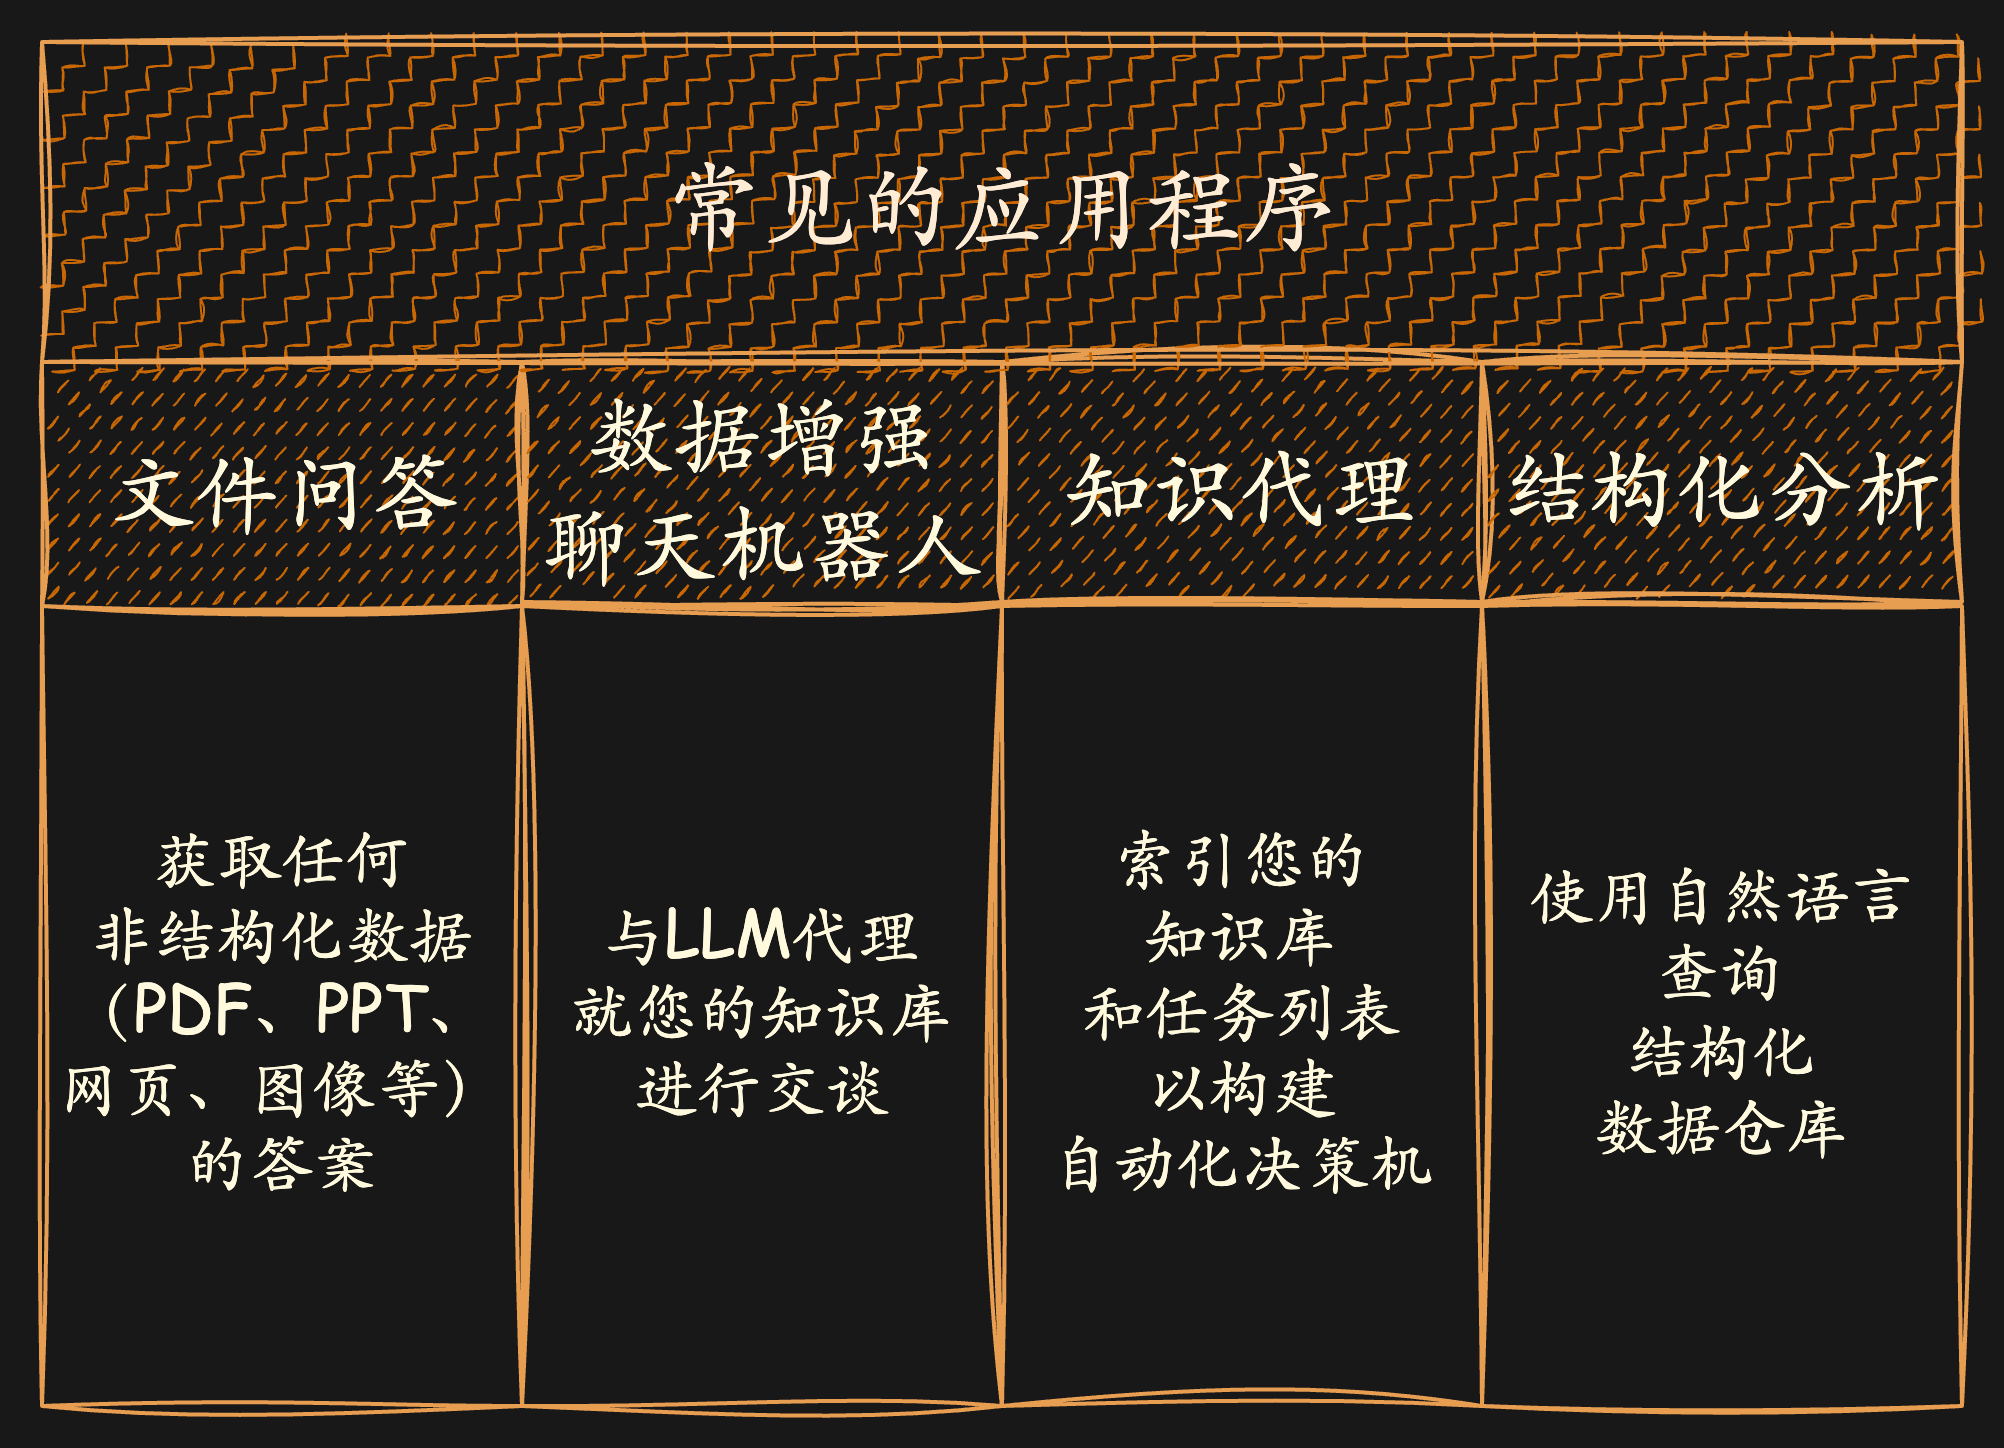 常见的应用程序
文件问答
数据增强
聊天机器人
知识代理
结构化分析
获取任何
非结构化数据
（PDF、PPT、
网页、图像等）
的答案
与LLM代理
就您的知识库
进行交谈
索引您的
知识库
和任务列表
以构建
自动化决策机
使用自然语言
查询
结构化
数据仓库